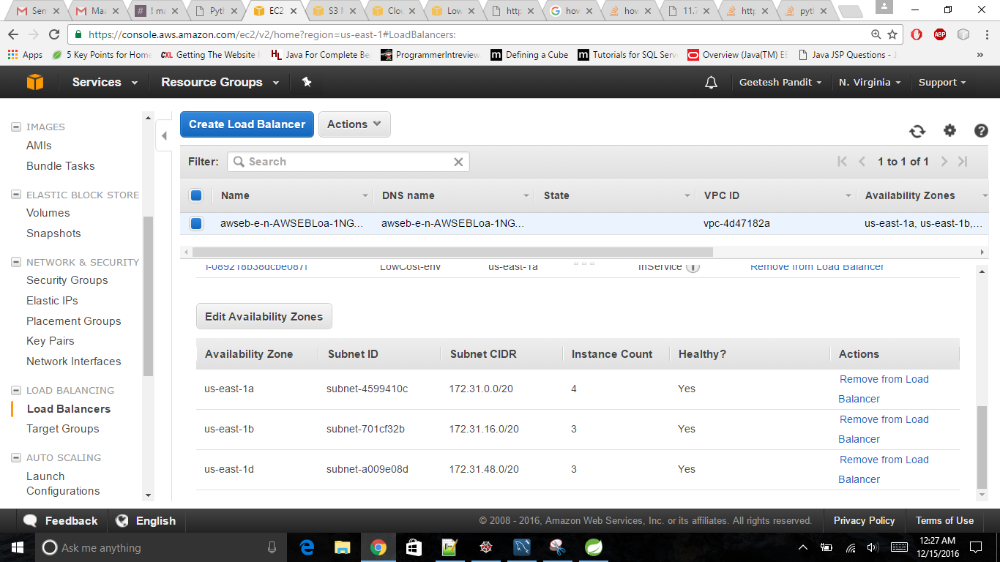 Sen
Maa
! ma
Pyth
EC2
S3 M
Clou
Low
http
how
how
11.7
http
pyth
https://console.aws.amazon.com/ec2/v2/home?region=us-east-1#LoadBalancers:
Apps
5 Key Points for Home
Getting The Website I
Java For Complete Be
ProgrammerIntreview
Defining a Cube
Tutorials for SQL Serv
Overview (Java(TM) EE
Java JSP Questions - J
»
Services
Resource Groups
Geetesh Pandit
N. Virginia
Support
IMAGES
AMIs
Bundle Tasks
ELASTIC BLOCK STORE
Volumes
Snapshots
NETWORK & SECURITY
Security Groups
Elastic IPs
Placement Groups
Key Pairs
Network Interfaces
LOAD BALANCING
Load Balancers
Target Groups
AUTO SCALING
Launch
Configurations
Create Load Balancer
Actions
Filter:
Search
1 to 1 of 1
Name DNS name State VPC ID Availability Zones
awseb-e-n-AWSEBLoa-1NG... awseb-e-n-AWSEBLoa-1NG... vpc-4d47182a us-east-1a, us-east-1b,...
i-089218b38dcbe087f LowCost-env us-east-1a InService Remove from Load Balancer
Edit Availability Zones
Availability Zone Subnet ID Subnet CIDR Instance Count Healthy? Actions
us-east-1a subnet-4599410c 172.31.0.0/20 4 Yes Remove from Load
Balancer
us-east-1b subnet-701cf32b 172.31.16.0/20 3 Yes Remove from Load
Balancer
us-east-1d subnet-a009e08d 172.31.48.0/20 3 Yes Remove from Load
Balancer
Feedback
English
© 2008 - 2016, Amazon Web Services, Inc. or its affiliates. All rights reserved.
Privacy Policy
Terms of Use
Ask me anything
12:27 AM
12/15/2016